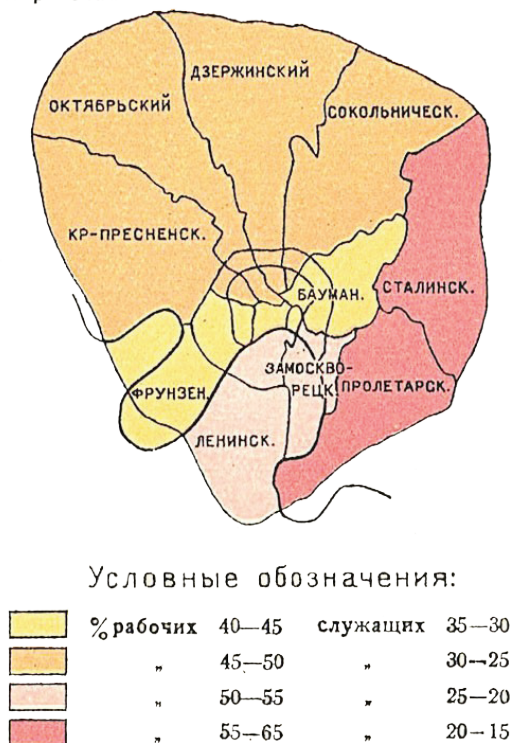 ДЗЕРЖИНСКИЙ
ОКТЯБРЬСКИЙ
СОКОЛЬНИЧЕСК.
КР-ПРЕСНЕНСК.
БАУМАН.
СТАЛИНСК.
ЗАМОСКВО-
РЕЦК.
ПРОЛЕТАРСК.
ФРУНЗЕН.
ЛЕНИНСК.
Условные обозначения:
% рабочих 40—45 служащих 35—30
„ 45—50 „ 30—25
„ 50—55 „ 25—20
„ 55—65 „ 20—15